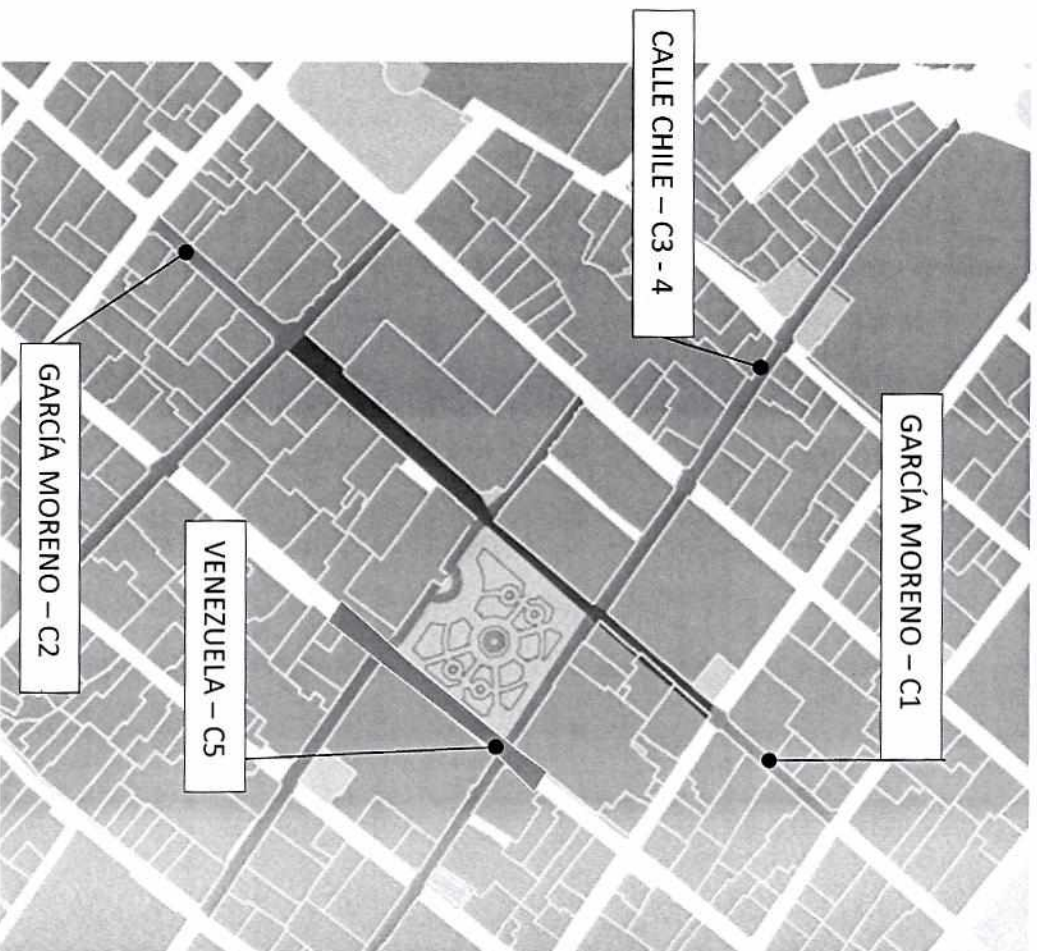 CALLE CHILE – C3 - 4
GARCÍA MORENO – C1
GARCÍA MORENO – C2
VENEZUELA – C5